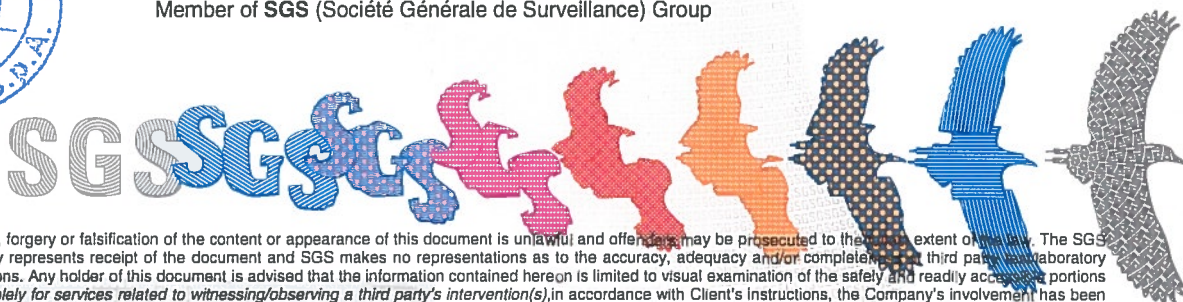 Member of SGS (Société Générale de Surveillance) Group
S.D.A.
SGS SGS SGS
forgery or falsification of the content or appearance of this document is unlawful and offenders may be prosecuted to the extent of the law. The SGS
represents receipt of the document and SGS makes no representations as to the accuracy, adequacy and/or completeness third party laboratory
Any holder of this document is advised that the information contained hereon is limited to visual examination of the safely and readily accessible portions
for services related to witnessing/observing a third party's intervention(s),in accordance with Client's Instructions, the Company's involvement has been